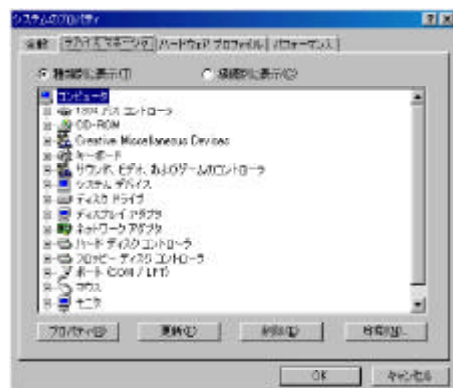 システムのプロパティ
全般 デバイス マネージャ ハードウェア プロファイル パフォーマンス
種類別に表示(T) 接続別に表示(C)
コンピュータ
1394 バス コントローラ
CD-ROM
Creative Miscellaneous Devices
キーボード
サウンド、ビデオ、およびゲームのコントローラ
システム デバイス
ディスク ドライブ
ディスプレイ アダプタ
ネットワーク アダプタ
ハード ディスク コントローラ
フロッピー ディスク コントローラ
ポート (COM / LPT)
マウス
モニタ
プロパティ(R) 更新(F) 削除(E) 印刷(N)...
OK キャンセル